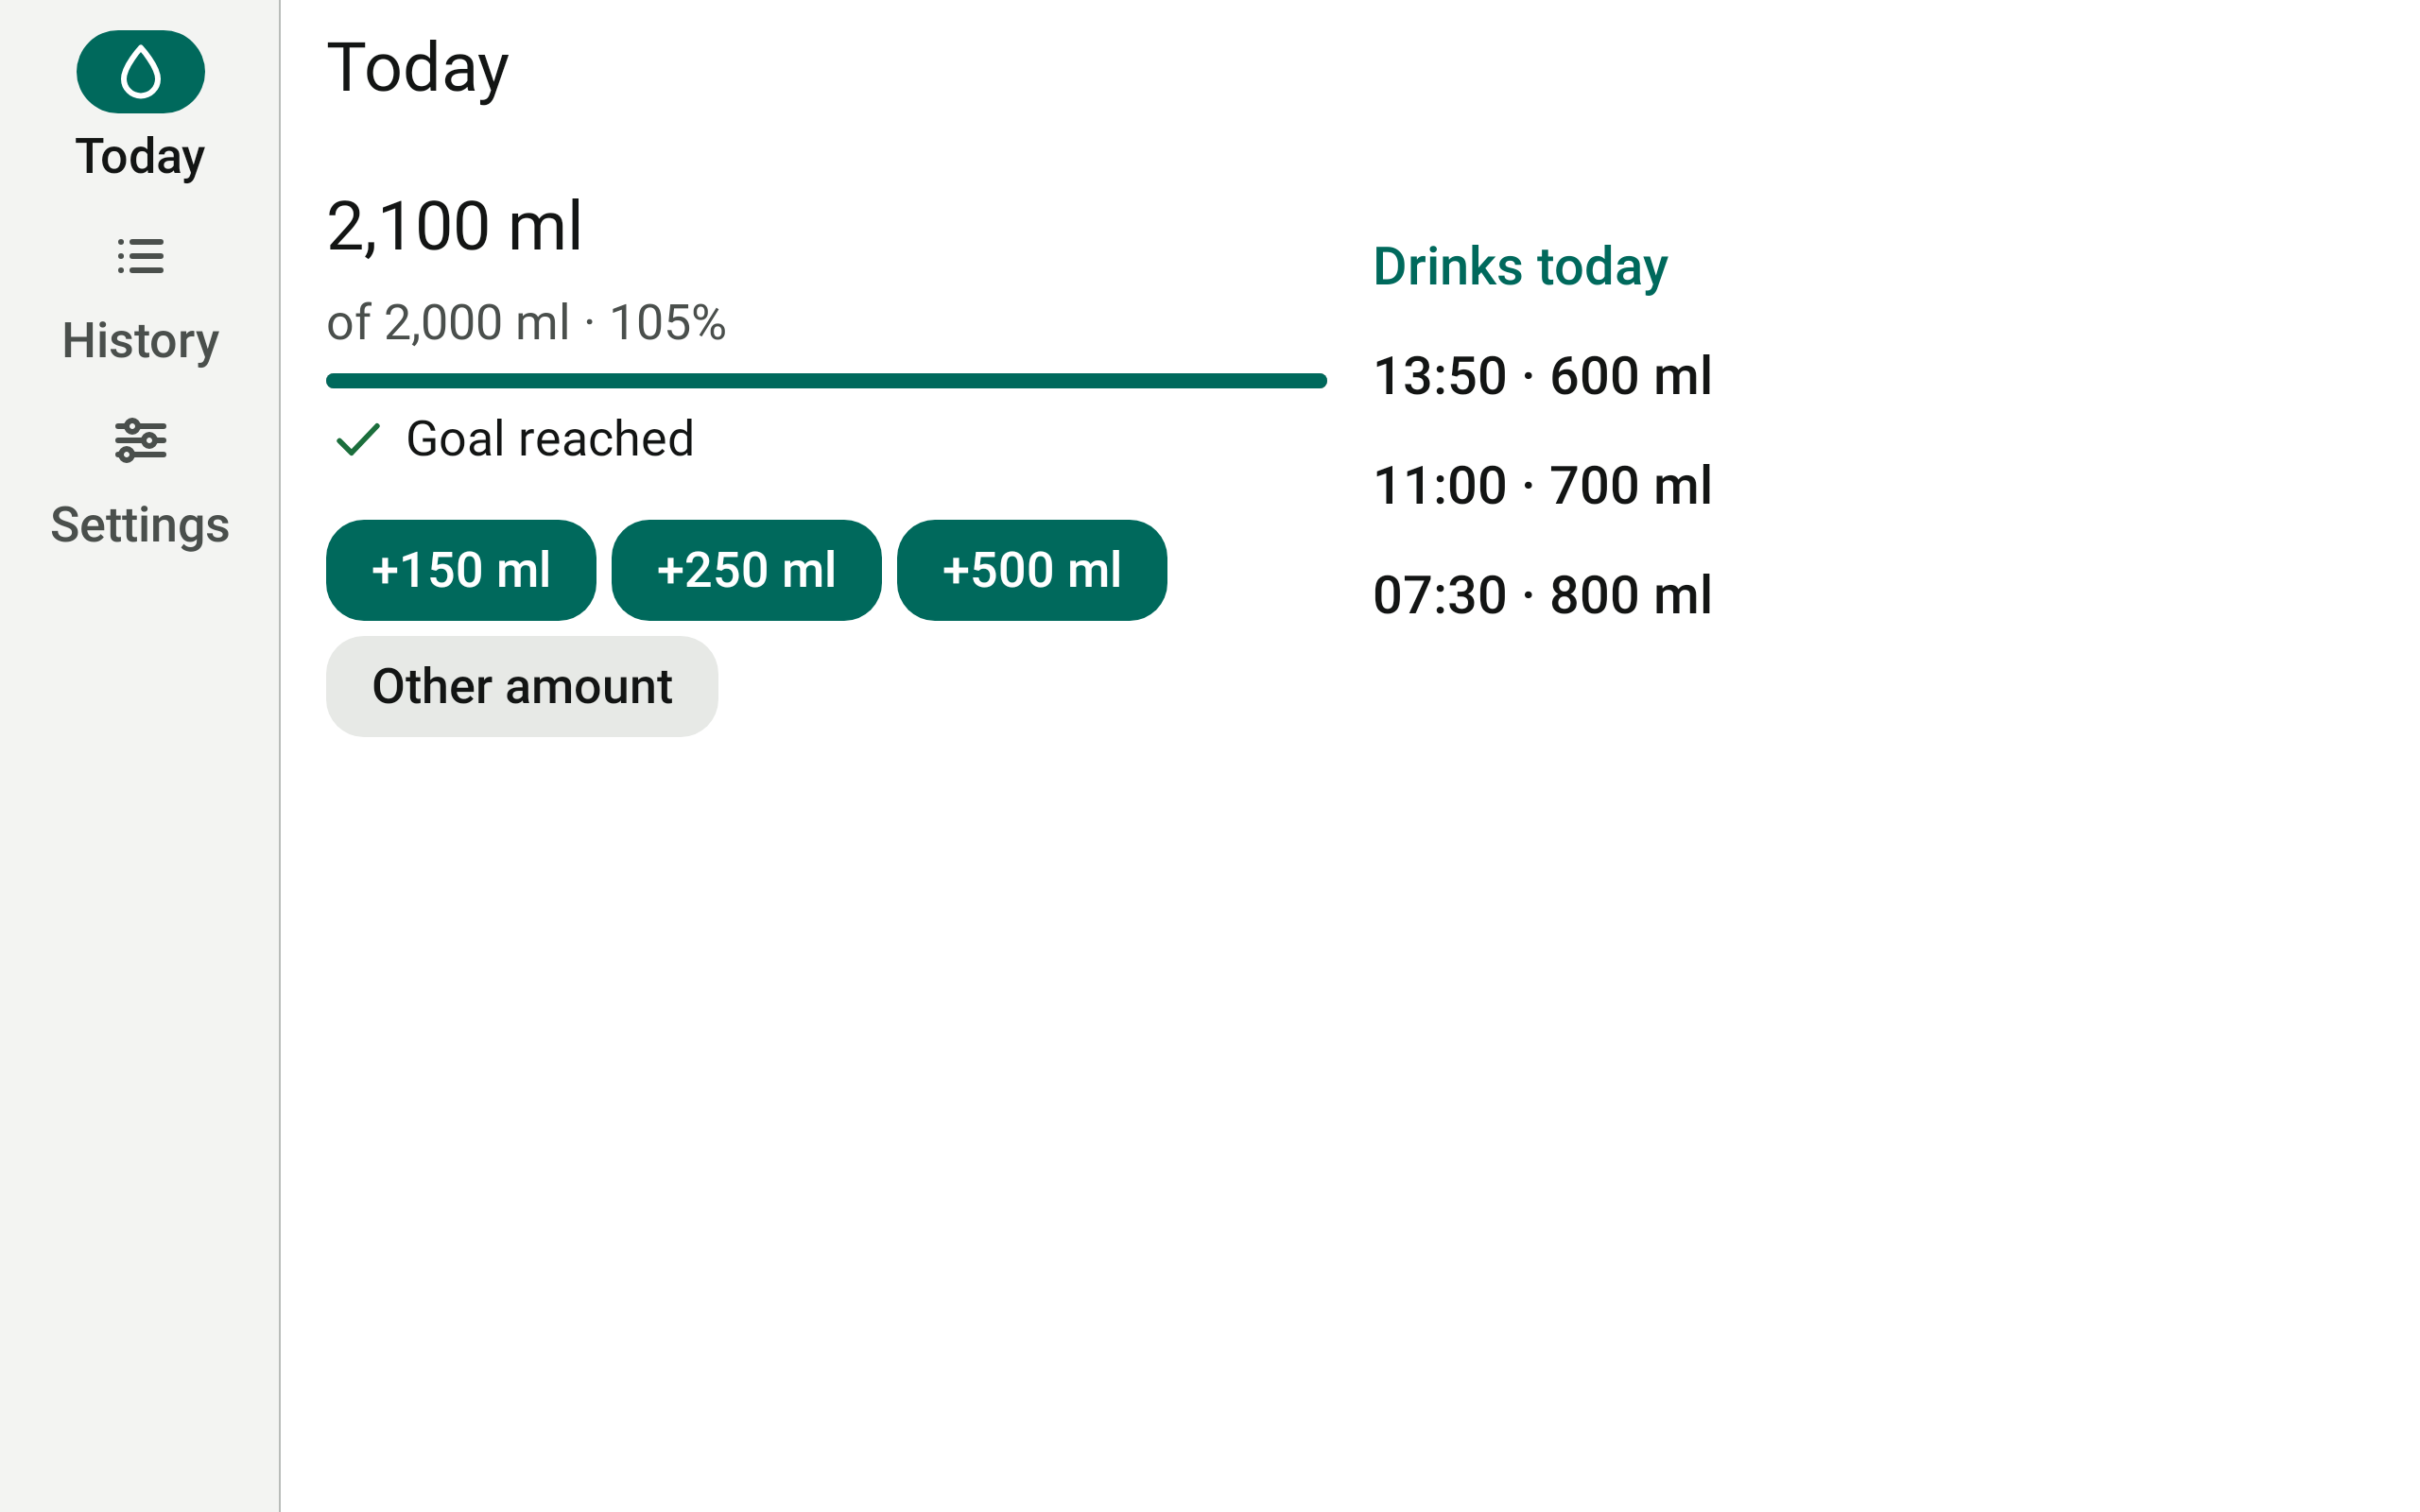 Today
History
Settings
Today
2,100 ml
of 2,000 ml · 105%
Goal reached
+150 ml
+250 ml
+500 ml
Other amount
Drinks today
13:50 · 600 ml
11:00 · 700 ml
07:30 · 800 ml